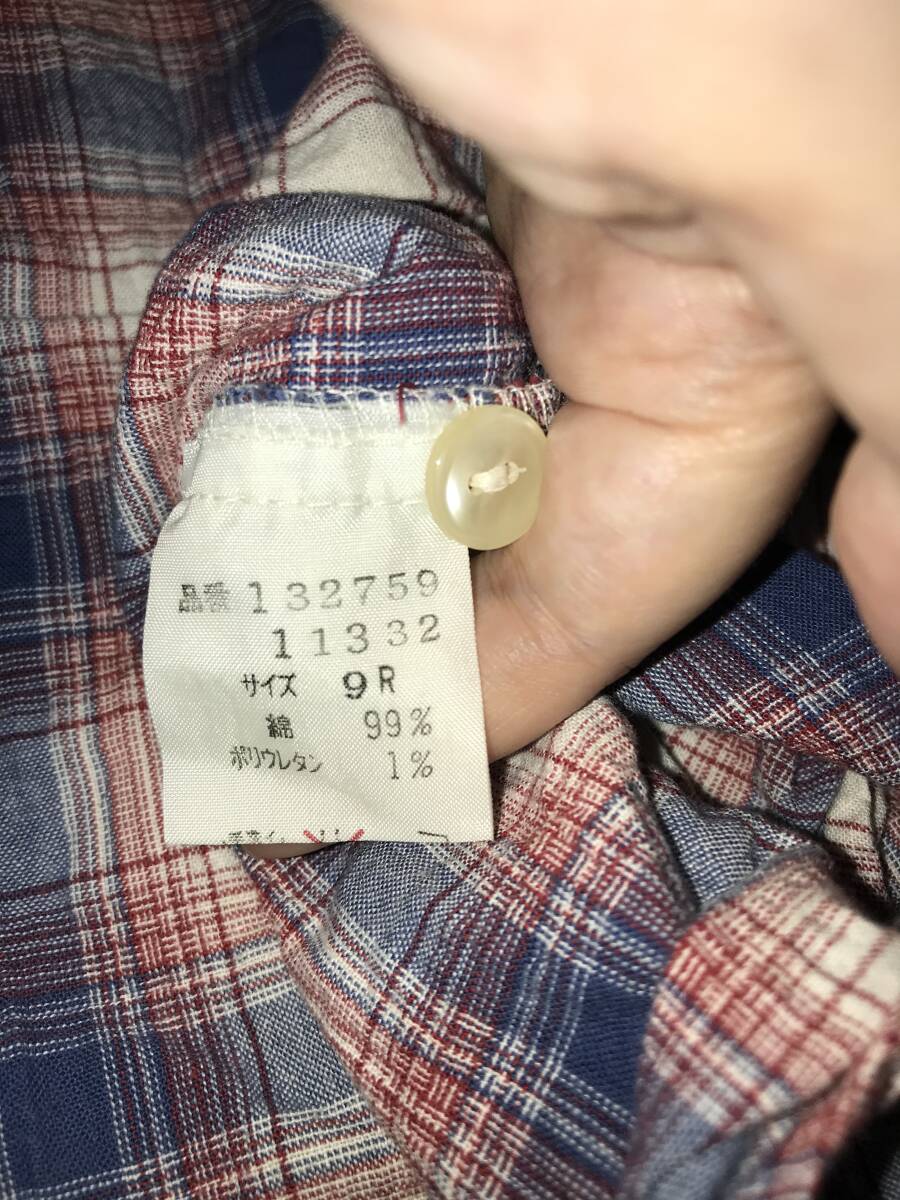 品番 132759
11332
サイズ 9R
綿 99%
ポリウレタン 1%